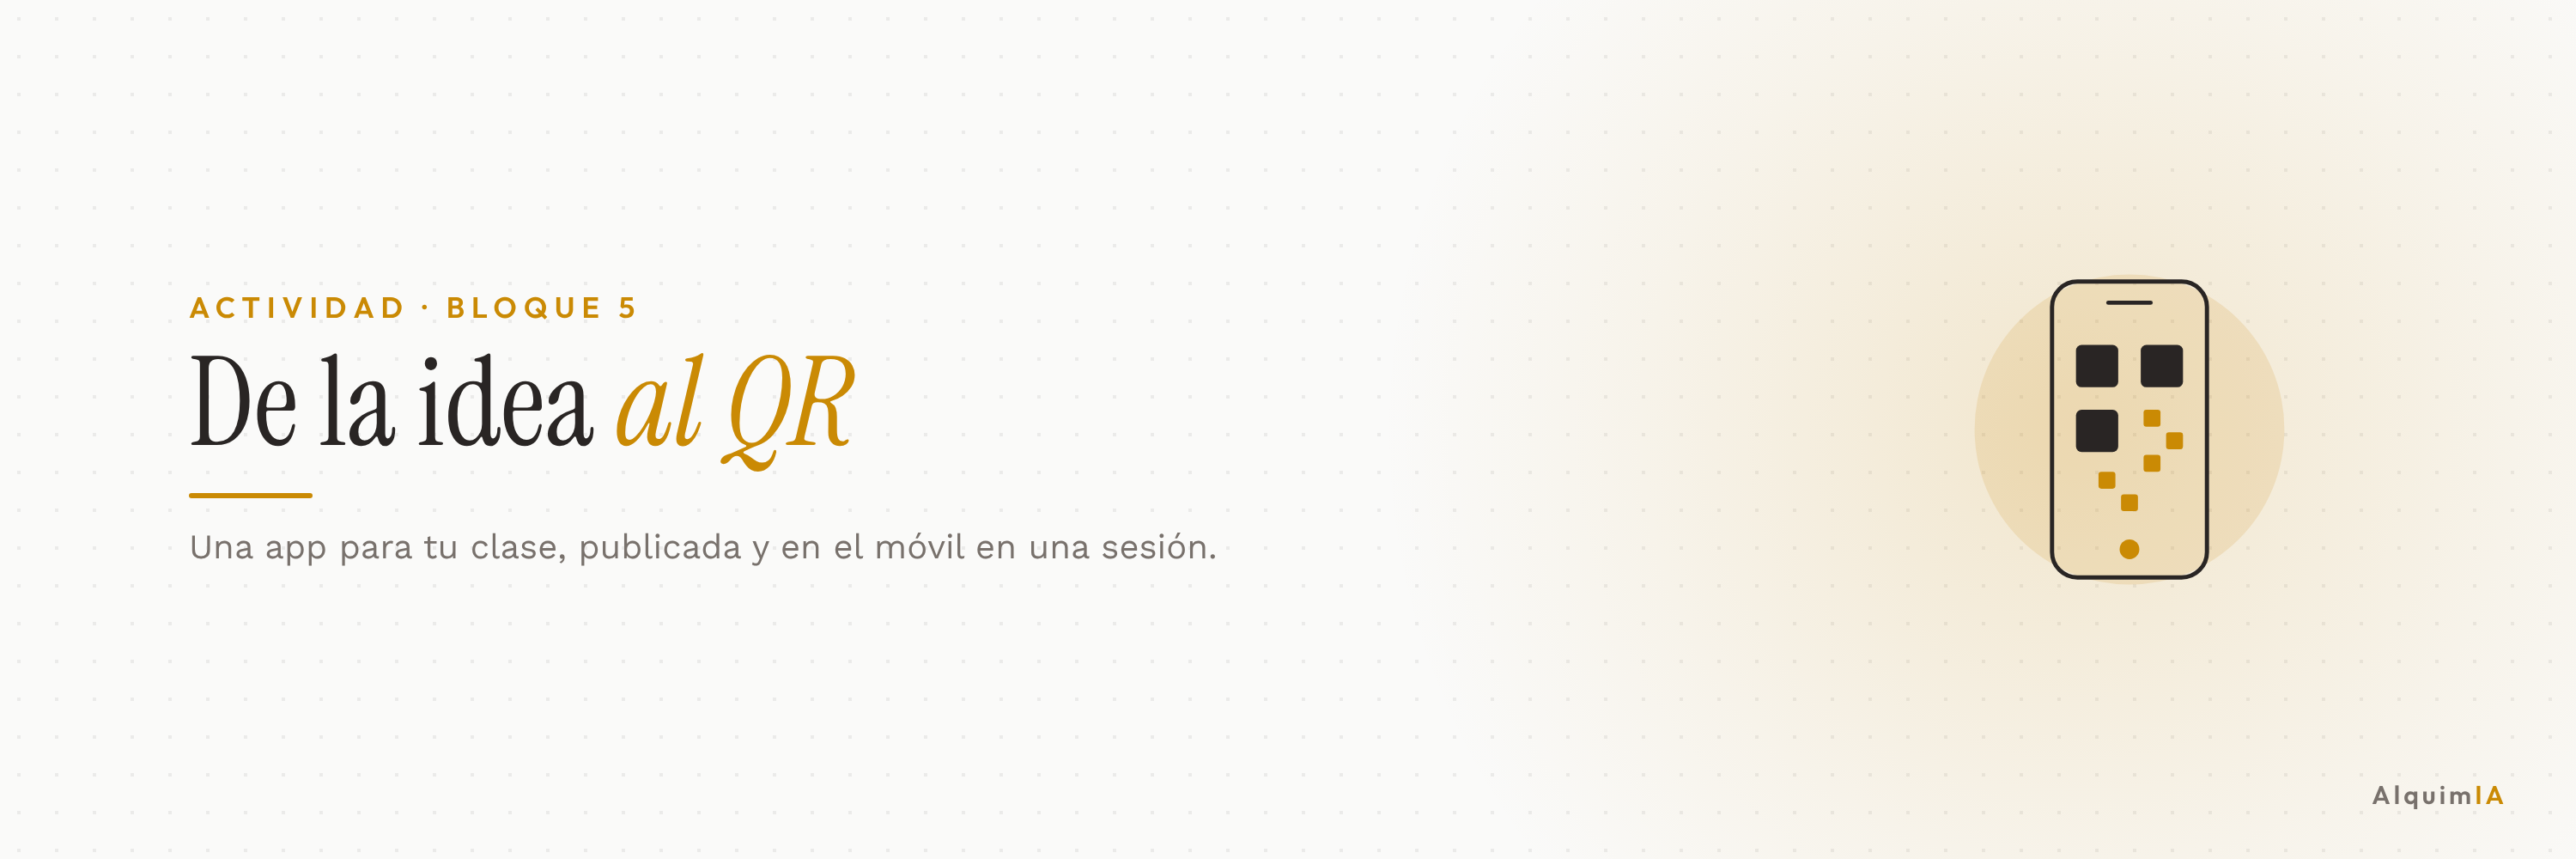 ACTIVIDAD · BLOQUE 5
De la idea al QR
Una app para tu clase, publicada y en el móvil en una sesión.
AlquimIA